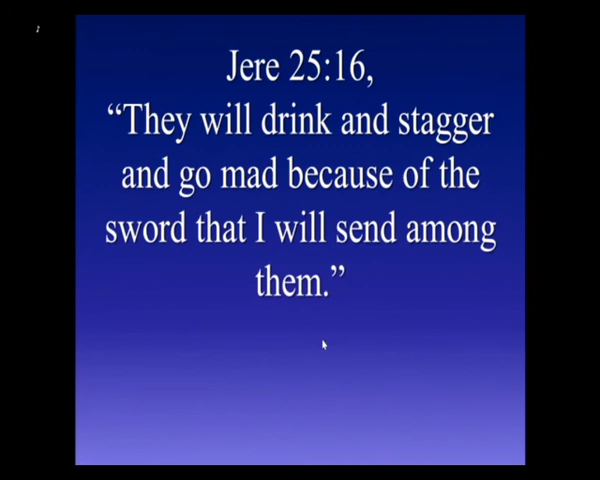 Jere 25:16,
“They will drink and stagger
and go mad because of the
sword that I will send among
them.”